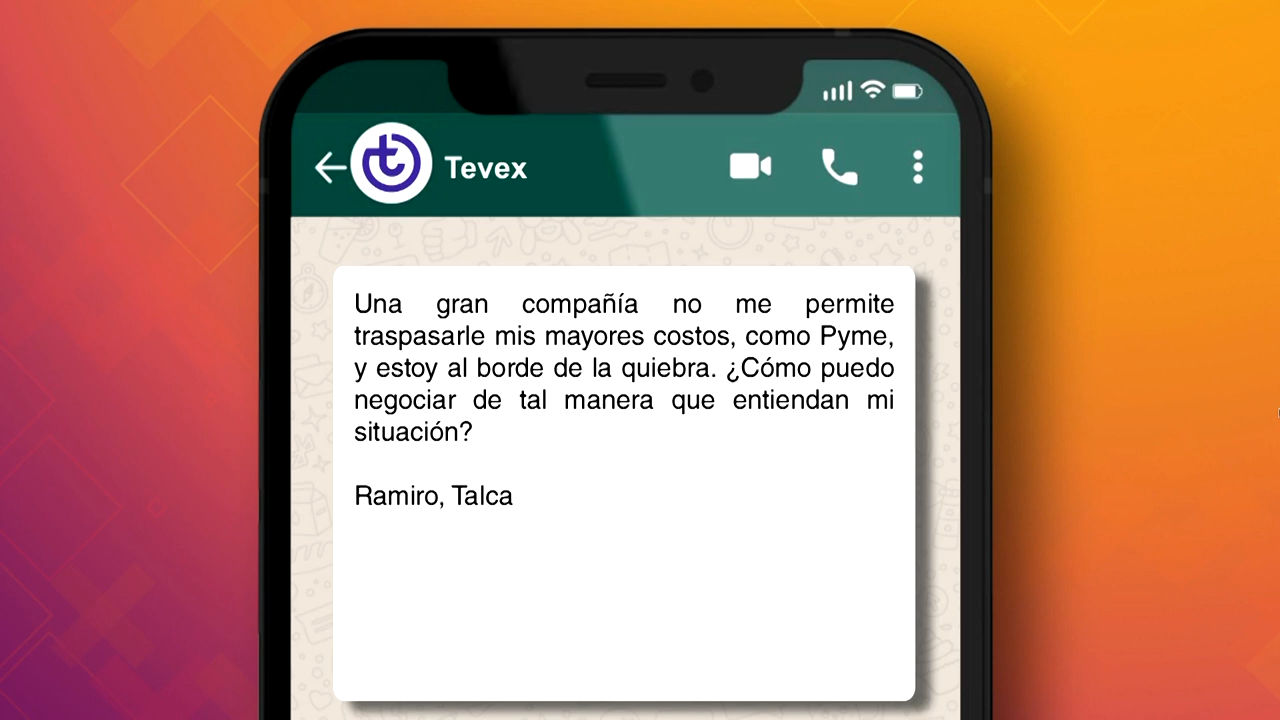 Tevex
Una gran compañía no me permite
traspasarle mis mayores costos, como Pyme,
y estoy al borde de la quiebra. ¿Cómo puedo
negociar de tal manera que entiendan mi
situación?
Ramiro, Talca